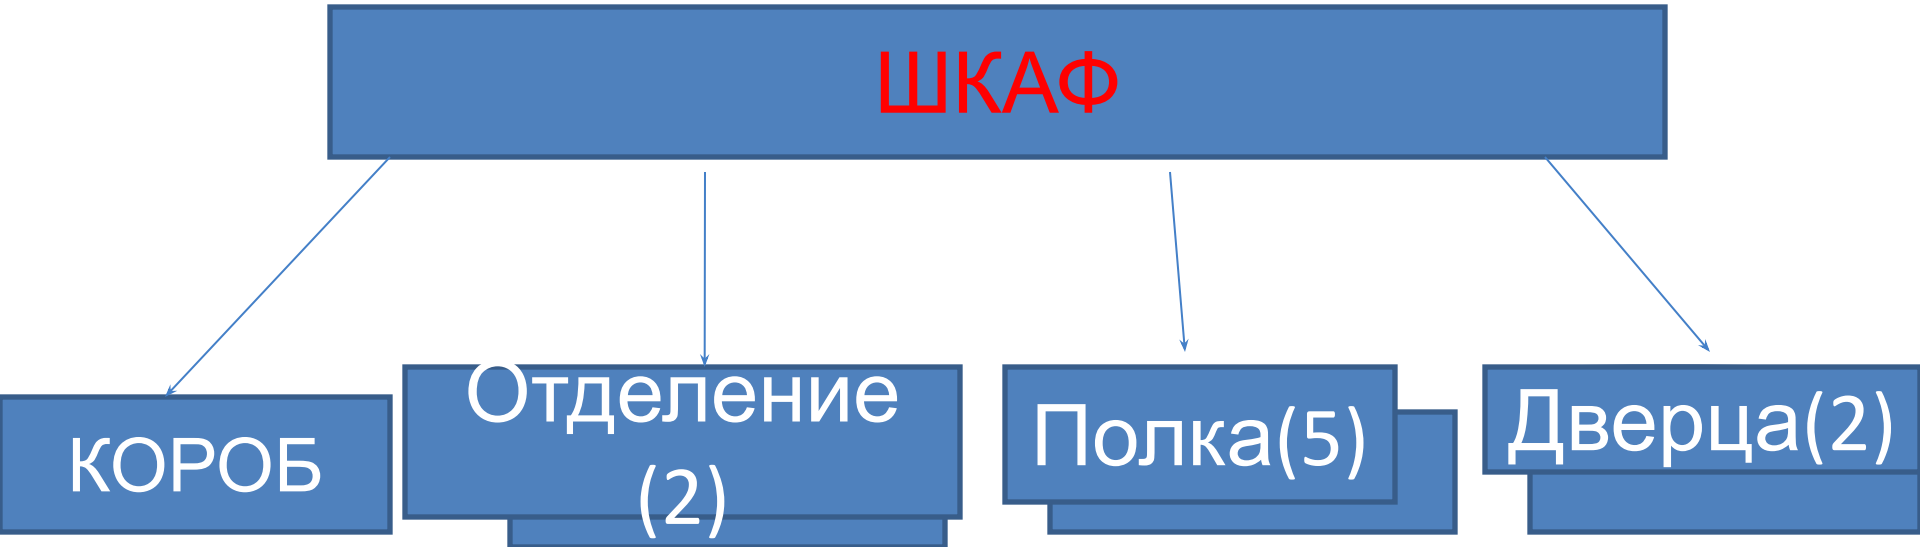 ШКАФ
КОРОБ
Отделение
(2)
Полка(5)
Дверца(2)